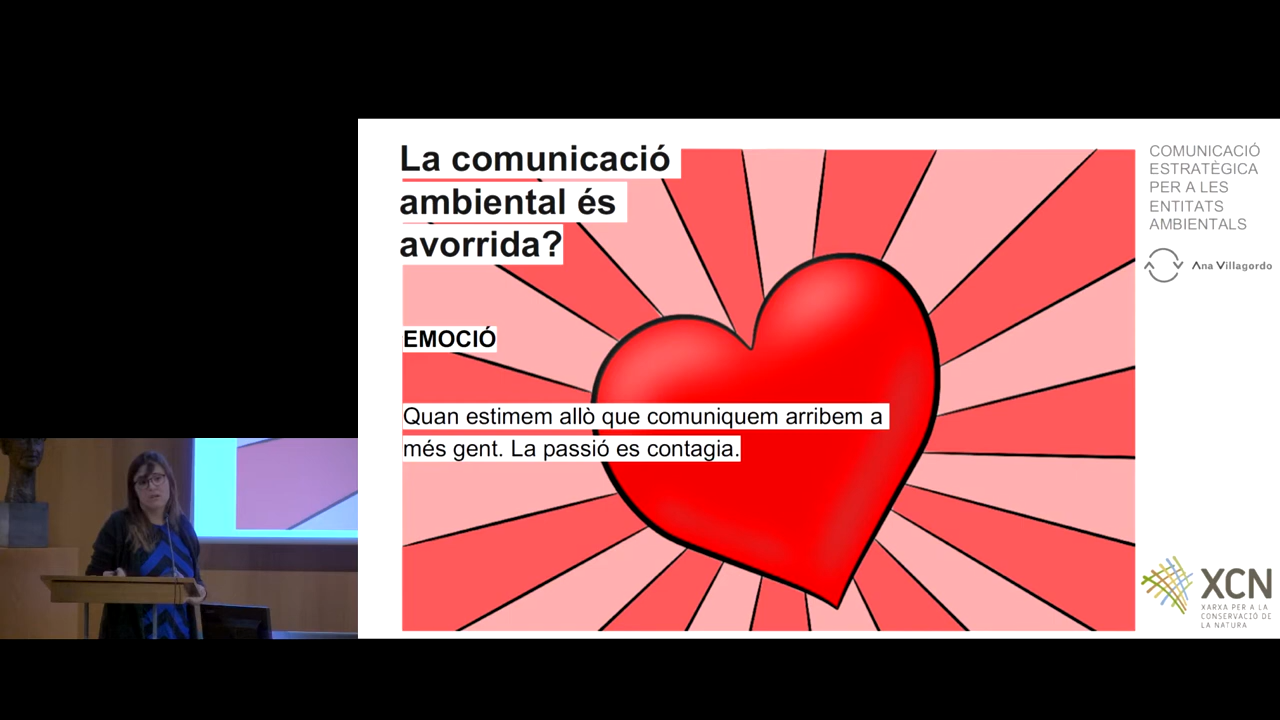 La comunicació
ambiental és
avorrida?
EMOCIÓ
Quan estimem allò que comuniquem arribem a
més gent. La passió es contagia.
COMUNICACIÓ
ESTRATÈGICA
PER A LES
ENTITATS
AMBIENTALS
Ana Villagordo
XCN
XARXA PER A LA
CONSERVACIÓ DE
LA NATURA